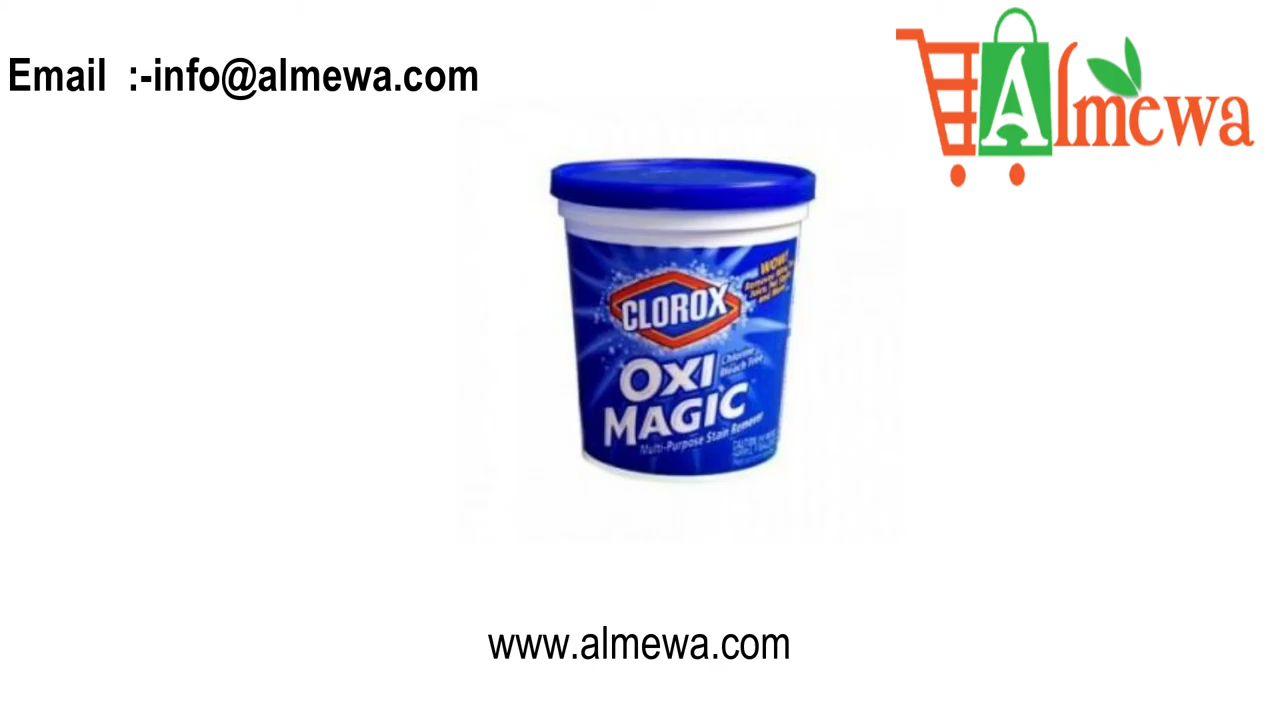 Email :-info@almewa.com
Almewa
WOW!
CLOROX
OXI
Chlorine
Bleach Free
MAGIC
Multi-Purpose Stain Remover
www.almewa.com